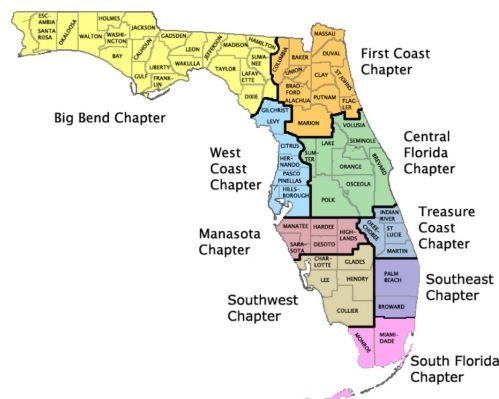 ESC-
AMBIA
SANTA
ROSA
OKALOOSA
WALTON
HOLMES
WASH-
INGTON
BAY
JACKSON
CALHOUN
GULF
GADSDEN
LIBERTY
FRANK-
LIN
LEON
WAKULLA
JEFFERSON
MADISON
TAYLOR
HAMILTON
SUWA
NEE
LAFAY
ETTE
DIXIE
Big Bend Chapter
COLUMBIA
BAKER
NASSAU
DUVAL
UNION
BRAD-
FORD
CLAY
ST JOHNS
ALACHUA
PUTNAM
FLAG-
LER
MARION
First Coast
Chapter
GILCHRIST
LEVY
CITRUS
HER-
NANDO
PASCO
PINELLAS
HILLS-
BOROUGH
West
Coast
Chapter
SUM-
TER
LAKE
VOLUSIA
SEMINOLE
BREVARD
ORANGE
OSCEOLA
POLK
Central
Florida
Chapter
MANATEE
HARDEE
HIGH-
LANDS
SARA-
SOTA
DESOTO
Manasota
Chapter
OKEE-
CHOBEE
INDIAN
RIVER
ST
LUCIE
MARTIN
Treasure
Coast
Chapter
CHAR-
LOTTE
GLADES
LEE
HENDRY
COLLIER
Southwest
Chapter
PALM
BEACH
BROWARD
Southeast
Chapter
MONROE
MIAMI-
DADE
South Florida
Chapter